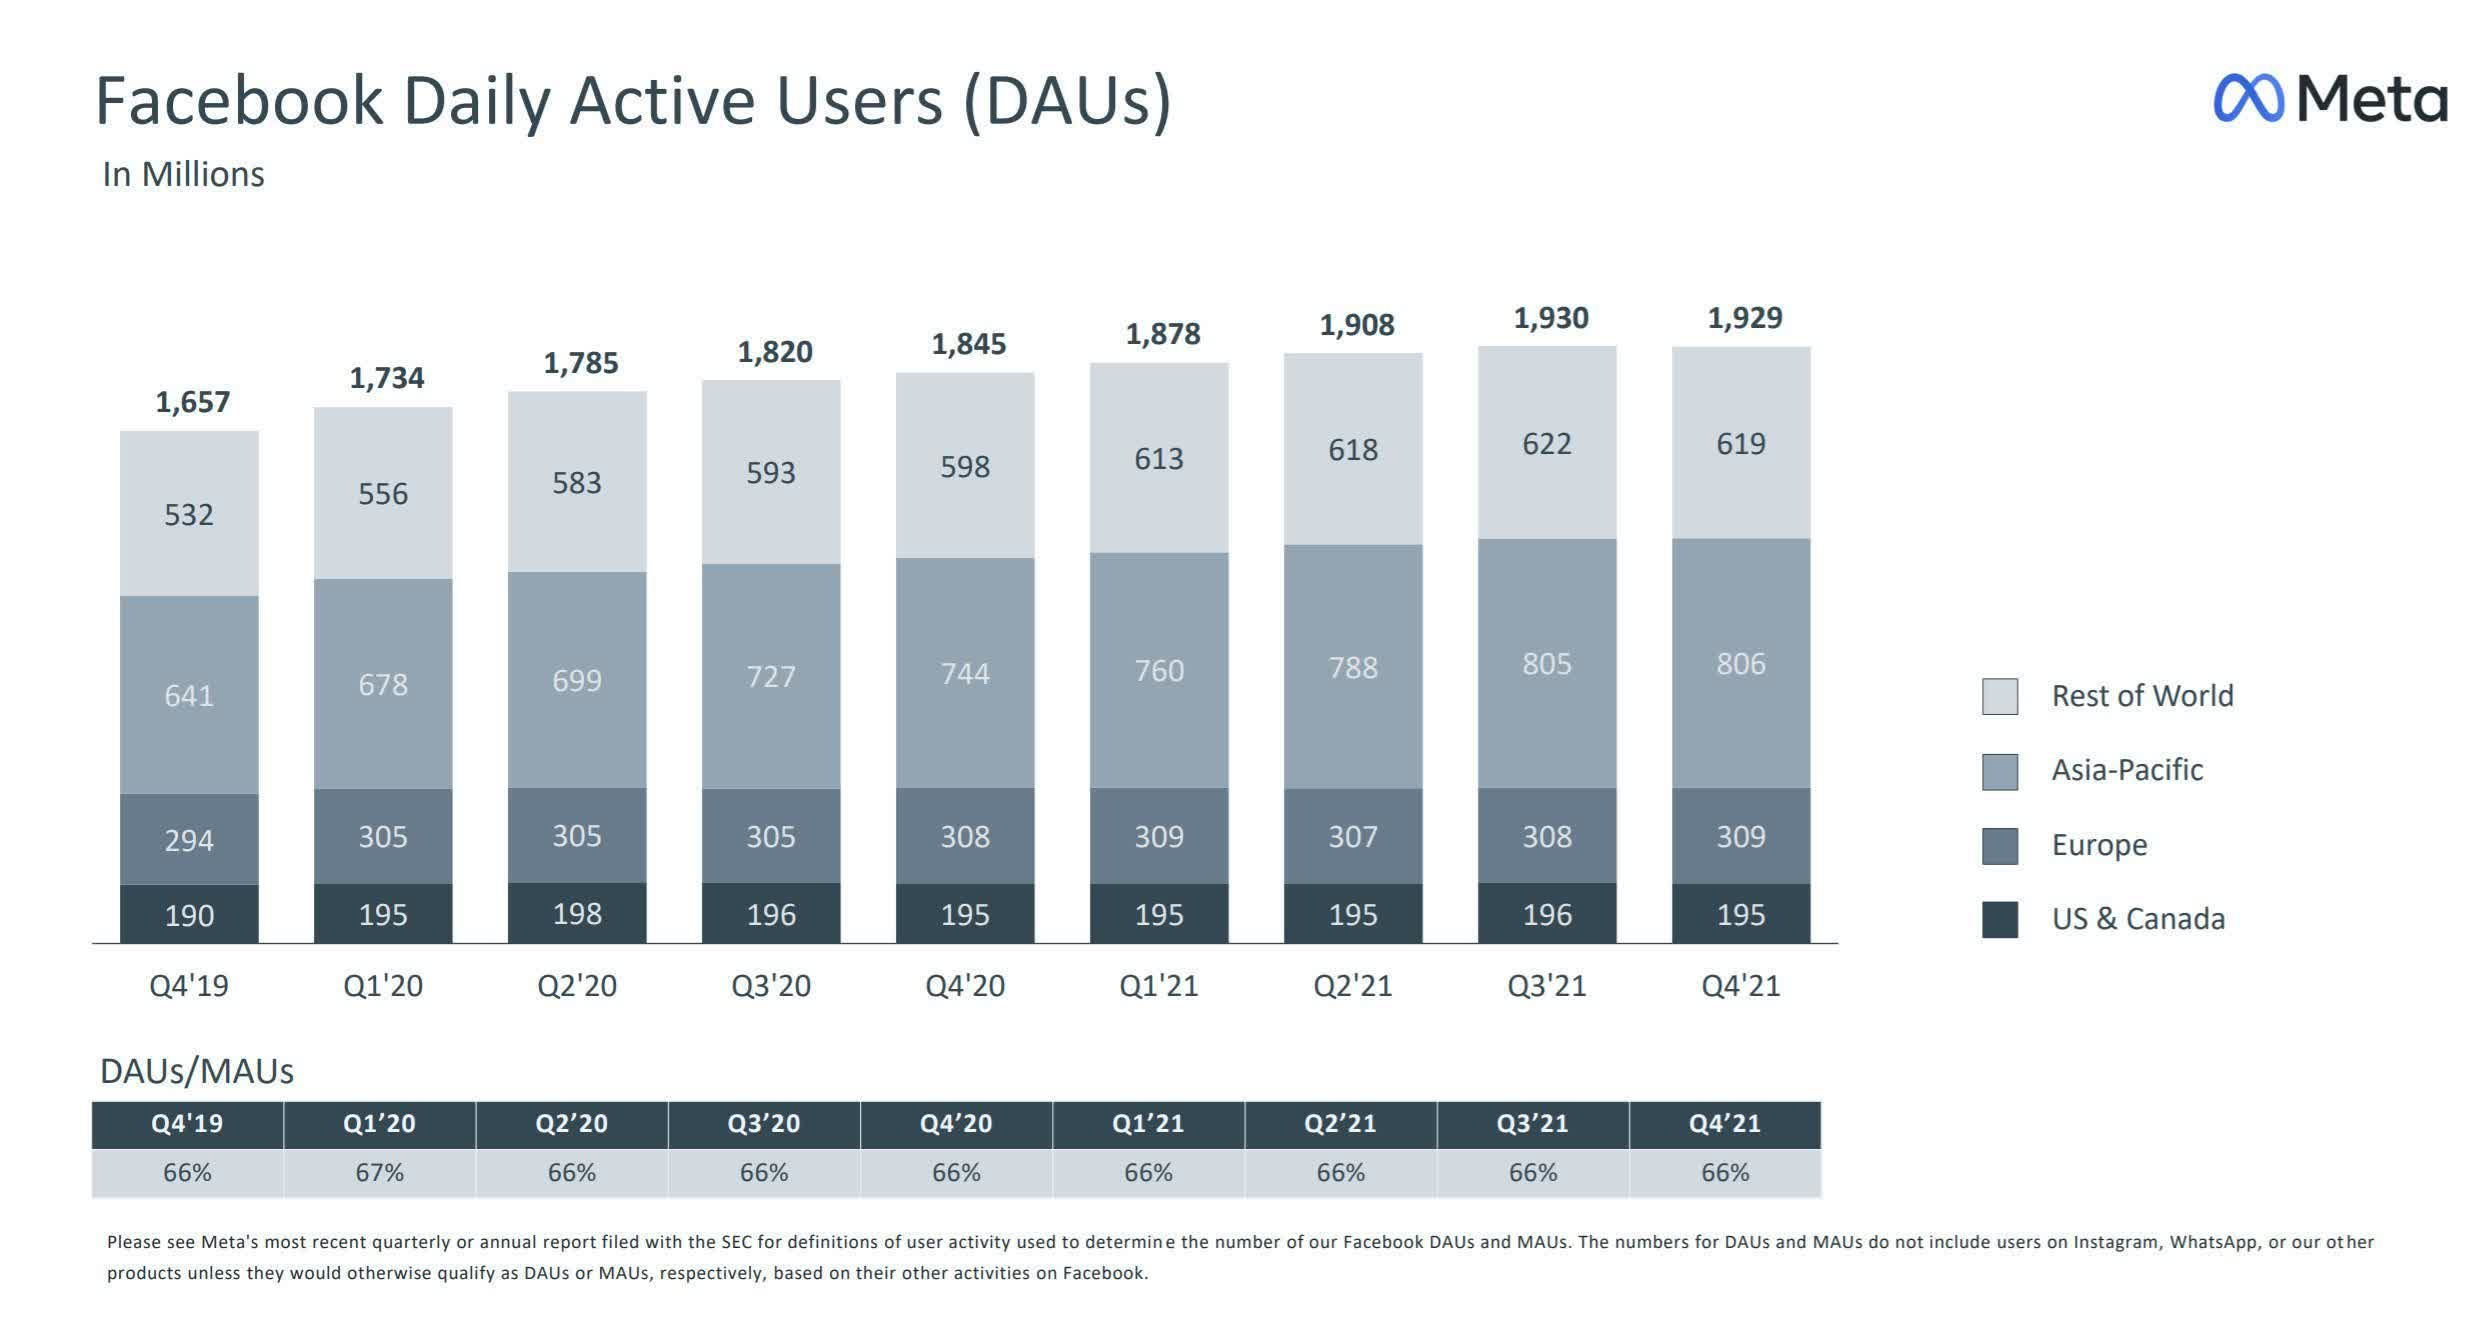 Facebook Daily Active Users (DAUs)
Meta
In Millions
1,657 1,734 1,785 1,820 1,845 1,878 1,908 1,930 1,929
532 556 583 593 598 613 618 622 619
641 678 699 727 744 760 788 805 806
294 305 305 305 308 309 307 308 309
190 195 198 196 195 195 195 196 195
Q4'19 Q1'20 Q2'20 Q3'20 Q4'20 Q1'21 Q2'21 Q3'21 Q4'21
Rest of World
Asia-Pacific
Europe
US & Canada
DAUs/MAUs
Q4'19 Q1’20 Q2’20 Q3’20 Q4’20 Q1’21 Q2’21 Q3’21 Q4’21
66% 67% 66% 66% 66% 66% 66% 66% 66%
Please see Meta's most recent quarterly or annual report filed with the SEC for definitions of user activity used to determine the number of our Facebook DAUs and MAUs. The numbers for DAUs and MAUs do not include users on Instagram, WhatsApp, or our other
products unless they would otherwise qualify as DAUs or MAUs, respectively, based on their other activities on Facebook.